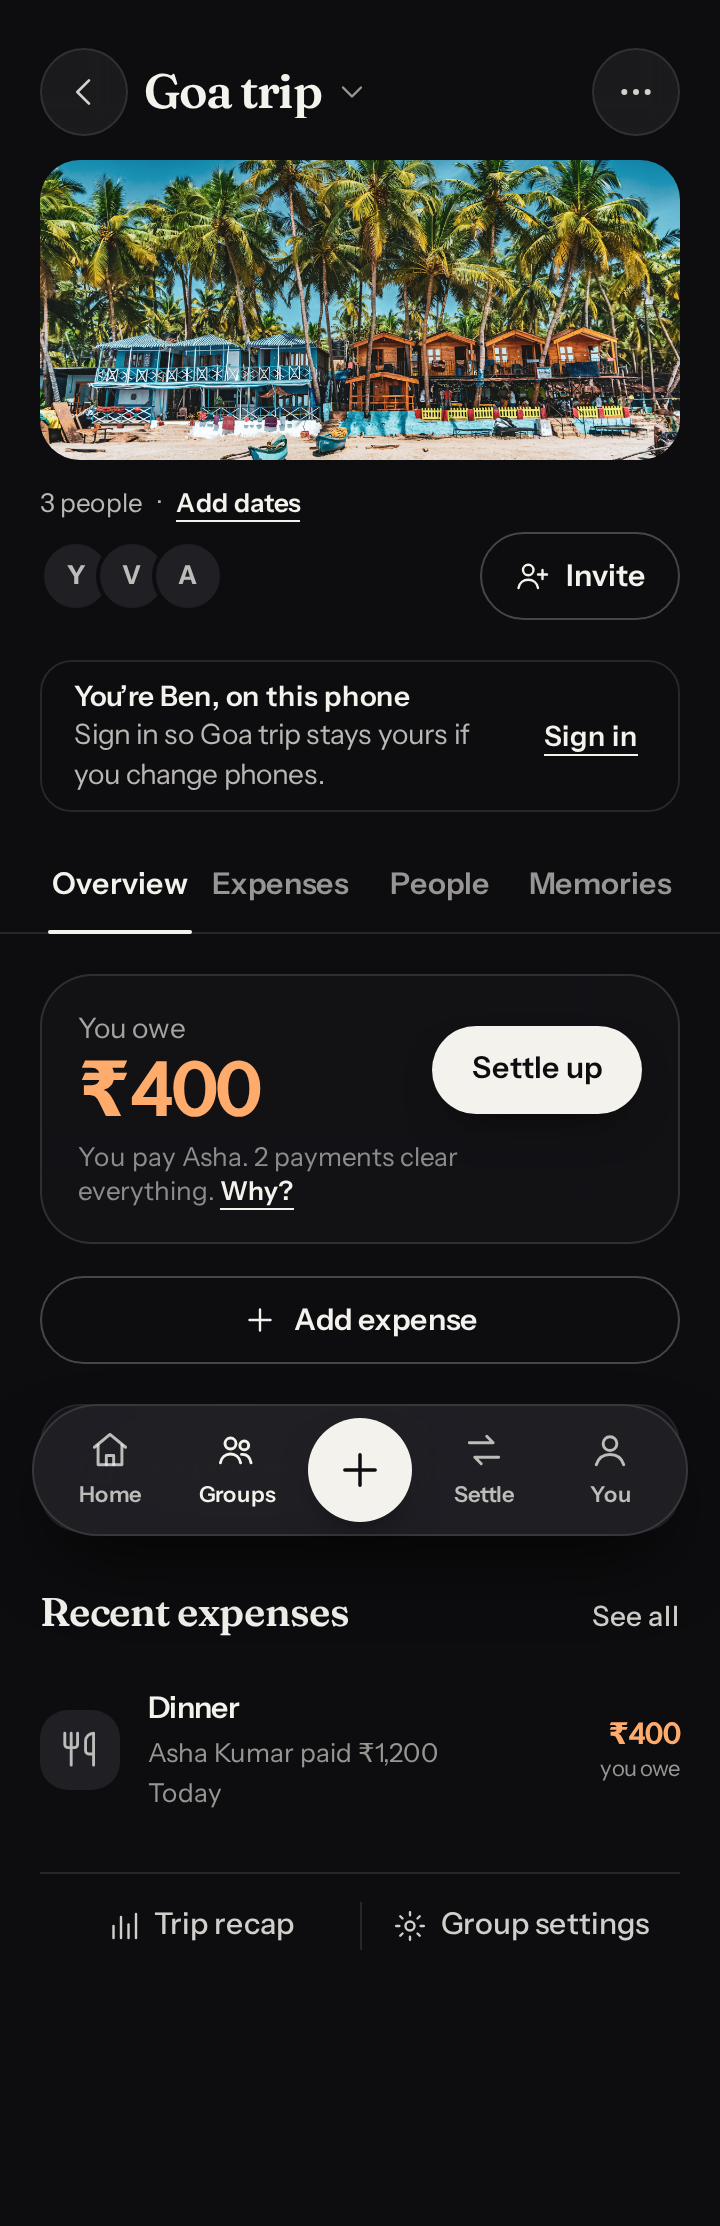 Goa trip
3 people · Add dates
Y V A
Invite
You're Ben, on this phone
Sign in so Goa trip stays yours if
you change phones.
Sign in
Overview Expenses People Memories
You owe
₹400
Settle up
You pay Asha. 2 payments clear
everything. Why?
Add expense
Home Groups Settle You
Recent expenses
See all
Dinner
Asha Kumar paid ₹1,200
Today
₹400
you owe
Trip recap
Group settings